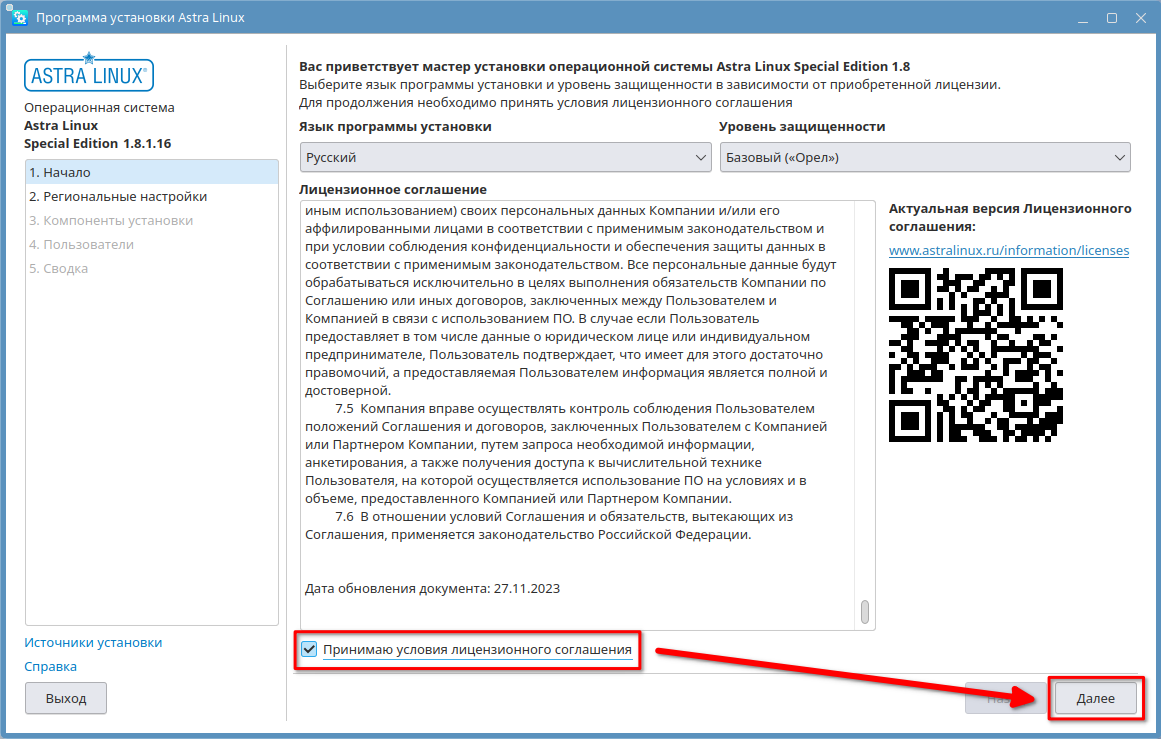 Программа установки Astra Linux
ASTRA LINUX®
Операционная система
Astra Linux
Special Edition 1.8.1.16
1. Начало
2. Региональные настройки
3. Компоненты установки
4. Пользователи
5. Сводка
Источники установки
Справка
Выход
Вас приветствует мастер установки операционной системы Astra Linux Special Edition 1.8
Выберите язык программы установки и уровень защищенности в зависимости от приобретенной лицензии.
Для продолжения необходимо принять условия лицензионного соглашения
Язык программы установки
Русский
Уровень защищенности
Базовый («Орел»)
Лицензионное соглашение
иным использованием) своих персональных данных Компании и/или его
аффилированными лицами в соответствии с применимым законодательством и
при условии соблюдения конфиденциальности и обеспечения защиты данных в
соответствии с применимым законодательством. Все персональные данные будут
обрабатываться исключительно в целях выполнения обязательств Компании по
Соглашению или иных договоров, заключенных между Пользователем и
Компанией в связи с использованием ПО. В случае если Пользователь
предоставляет в том числе данные о юридическом лице или индивидуальном
предпринимателе, Пользователь подтверждает, что имеет для этого достаточно
правомочий, а предоставляемая Пользователем информация является полной и
достоверной.
7.5 Компания вправе осуществлять контроль соблюдения Пользователем
положений Соглашения и договоров, заключенных Пользователем с Компанией
или Партнером Компании, путем запроса необходимой информации,
анкетирования, а также получения доступа к вычислительной технике
Пользователя, на которой осуществляется использование ПО на условиях и в
объеме, предоставленного Компанией или Партнером Компании.
7.6 В отношении условий Соглашения и обязательств, вытекающих из
Соглашения, применяется законодательство Российской Федерации.
Дата обновления документа: 27.11.2023
Актуальная версия Лицензионного
соглашения:
www.astralinux.ru/information/licenses
Принимаю условия лицензионного соглашения
Далее